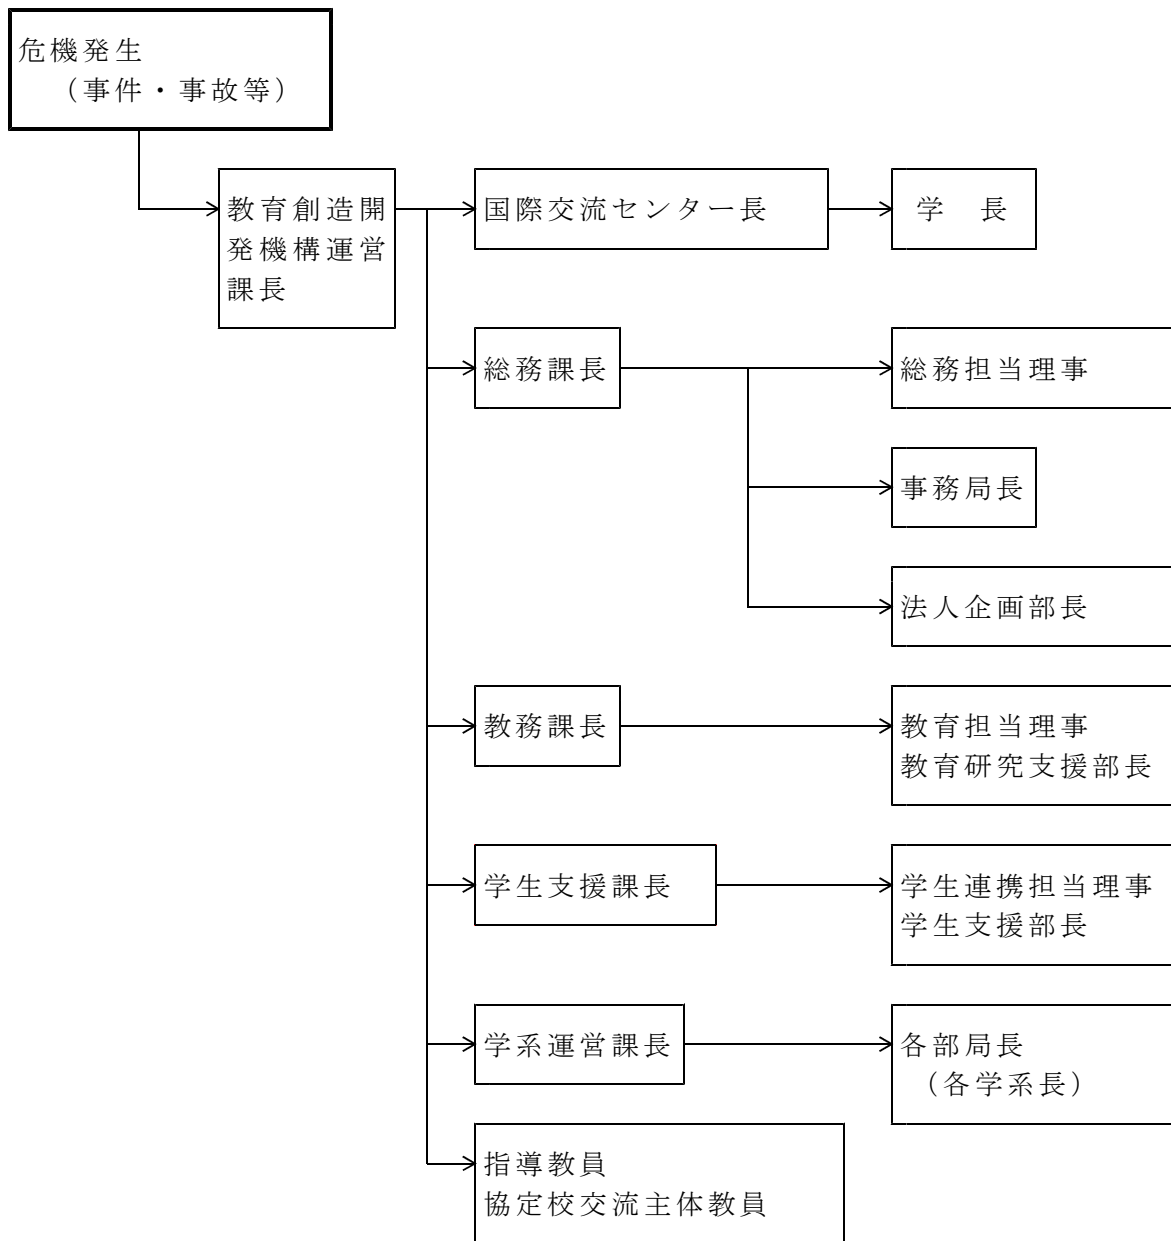 危機発生
（事件・事故等）
教育創造開
発機構運営
課長
国際交流センター長
学　長
総務課長
総務担当理事
事務局長
法人企画部長
教務課長
教育担当理事
教育研究支援部長
学生支援課長
学生連携担当理事
学生支援部長
学系運営課長
各部局長
（各学系長）
指導教員
協定校交流主体教員